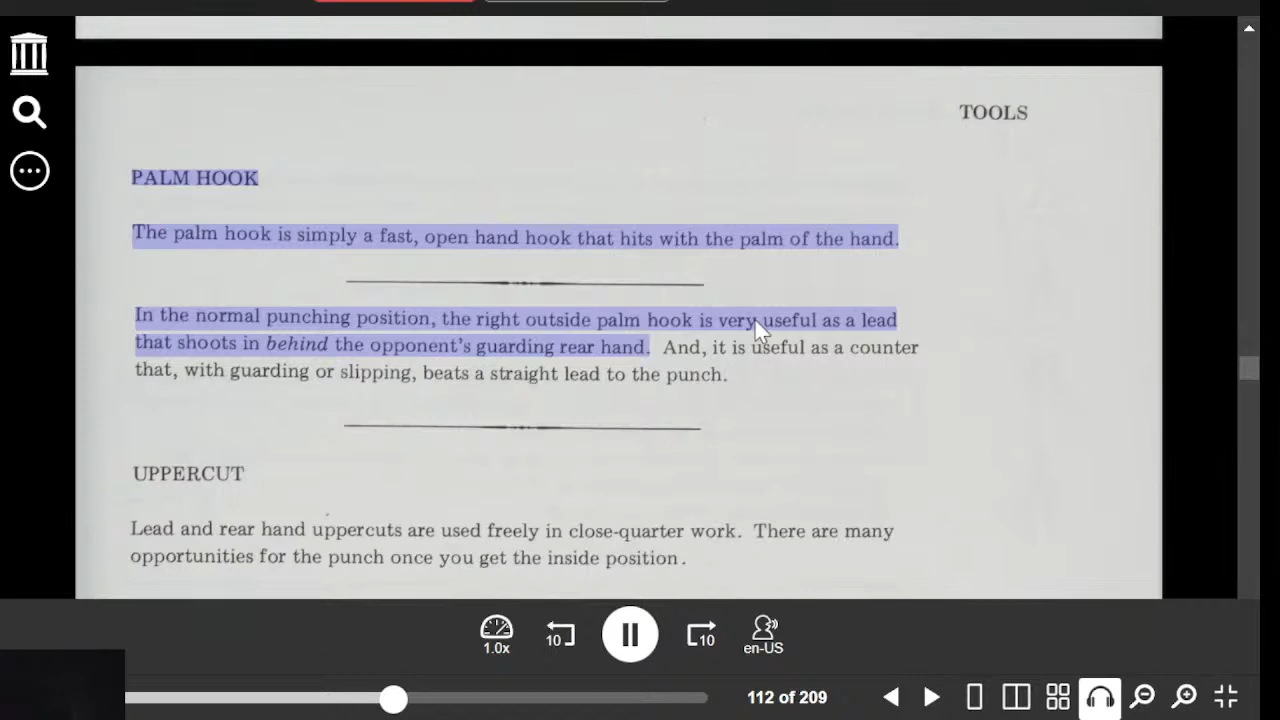 TOOLS
PALM HOOK
The palm hook is simply a fast, open hand hook that hits with the palm of the hand.
In the normal punching position, the right outside palm hook is very useful as a lead
that shoots in behind the opponent's guarding rear hand. And, it is useful as a counter
that, with guarding or slipping, beats a straight lead to the punch.
UPPERCUT
Lead and rear hand uppercuts are used freely in close-quarter work. There are many
opportunities for the punch once you get the inside position.
1.0x
10
10
en-US
112 of 209